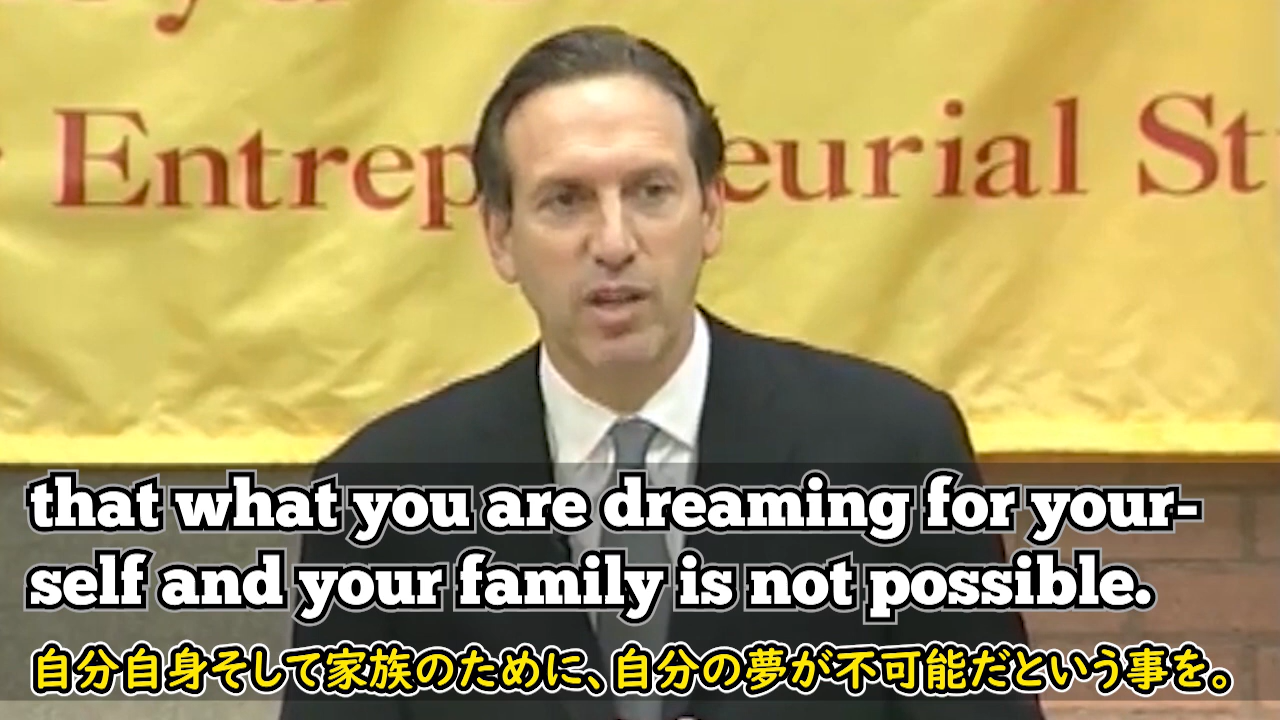 Entrep eurial St
that what you are dreaming for your-
self and your family is not possible.
自分自身そして家族のために、自分の夢が不可能だという事を。